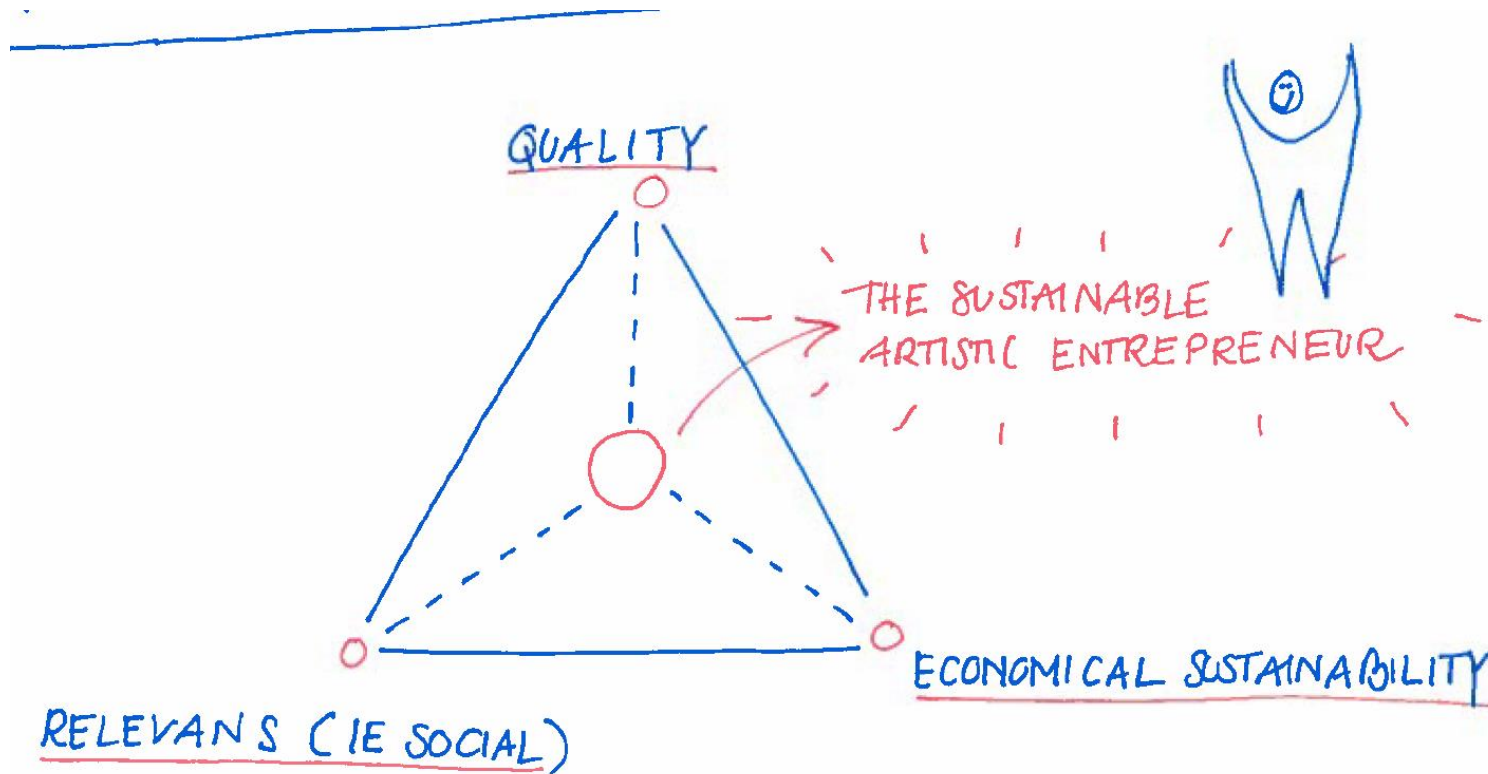 QUALITY
THE SUSTAINABLE
ARTISTIC ENTREPRENEUR
ECONOMICAL SUSTAINABILITY
RELEVANS (IE SOCIAL)